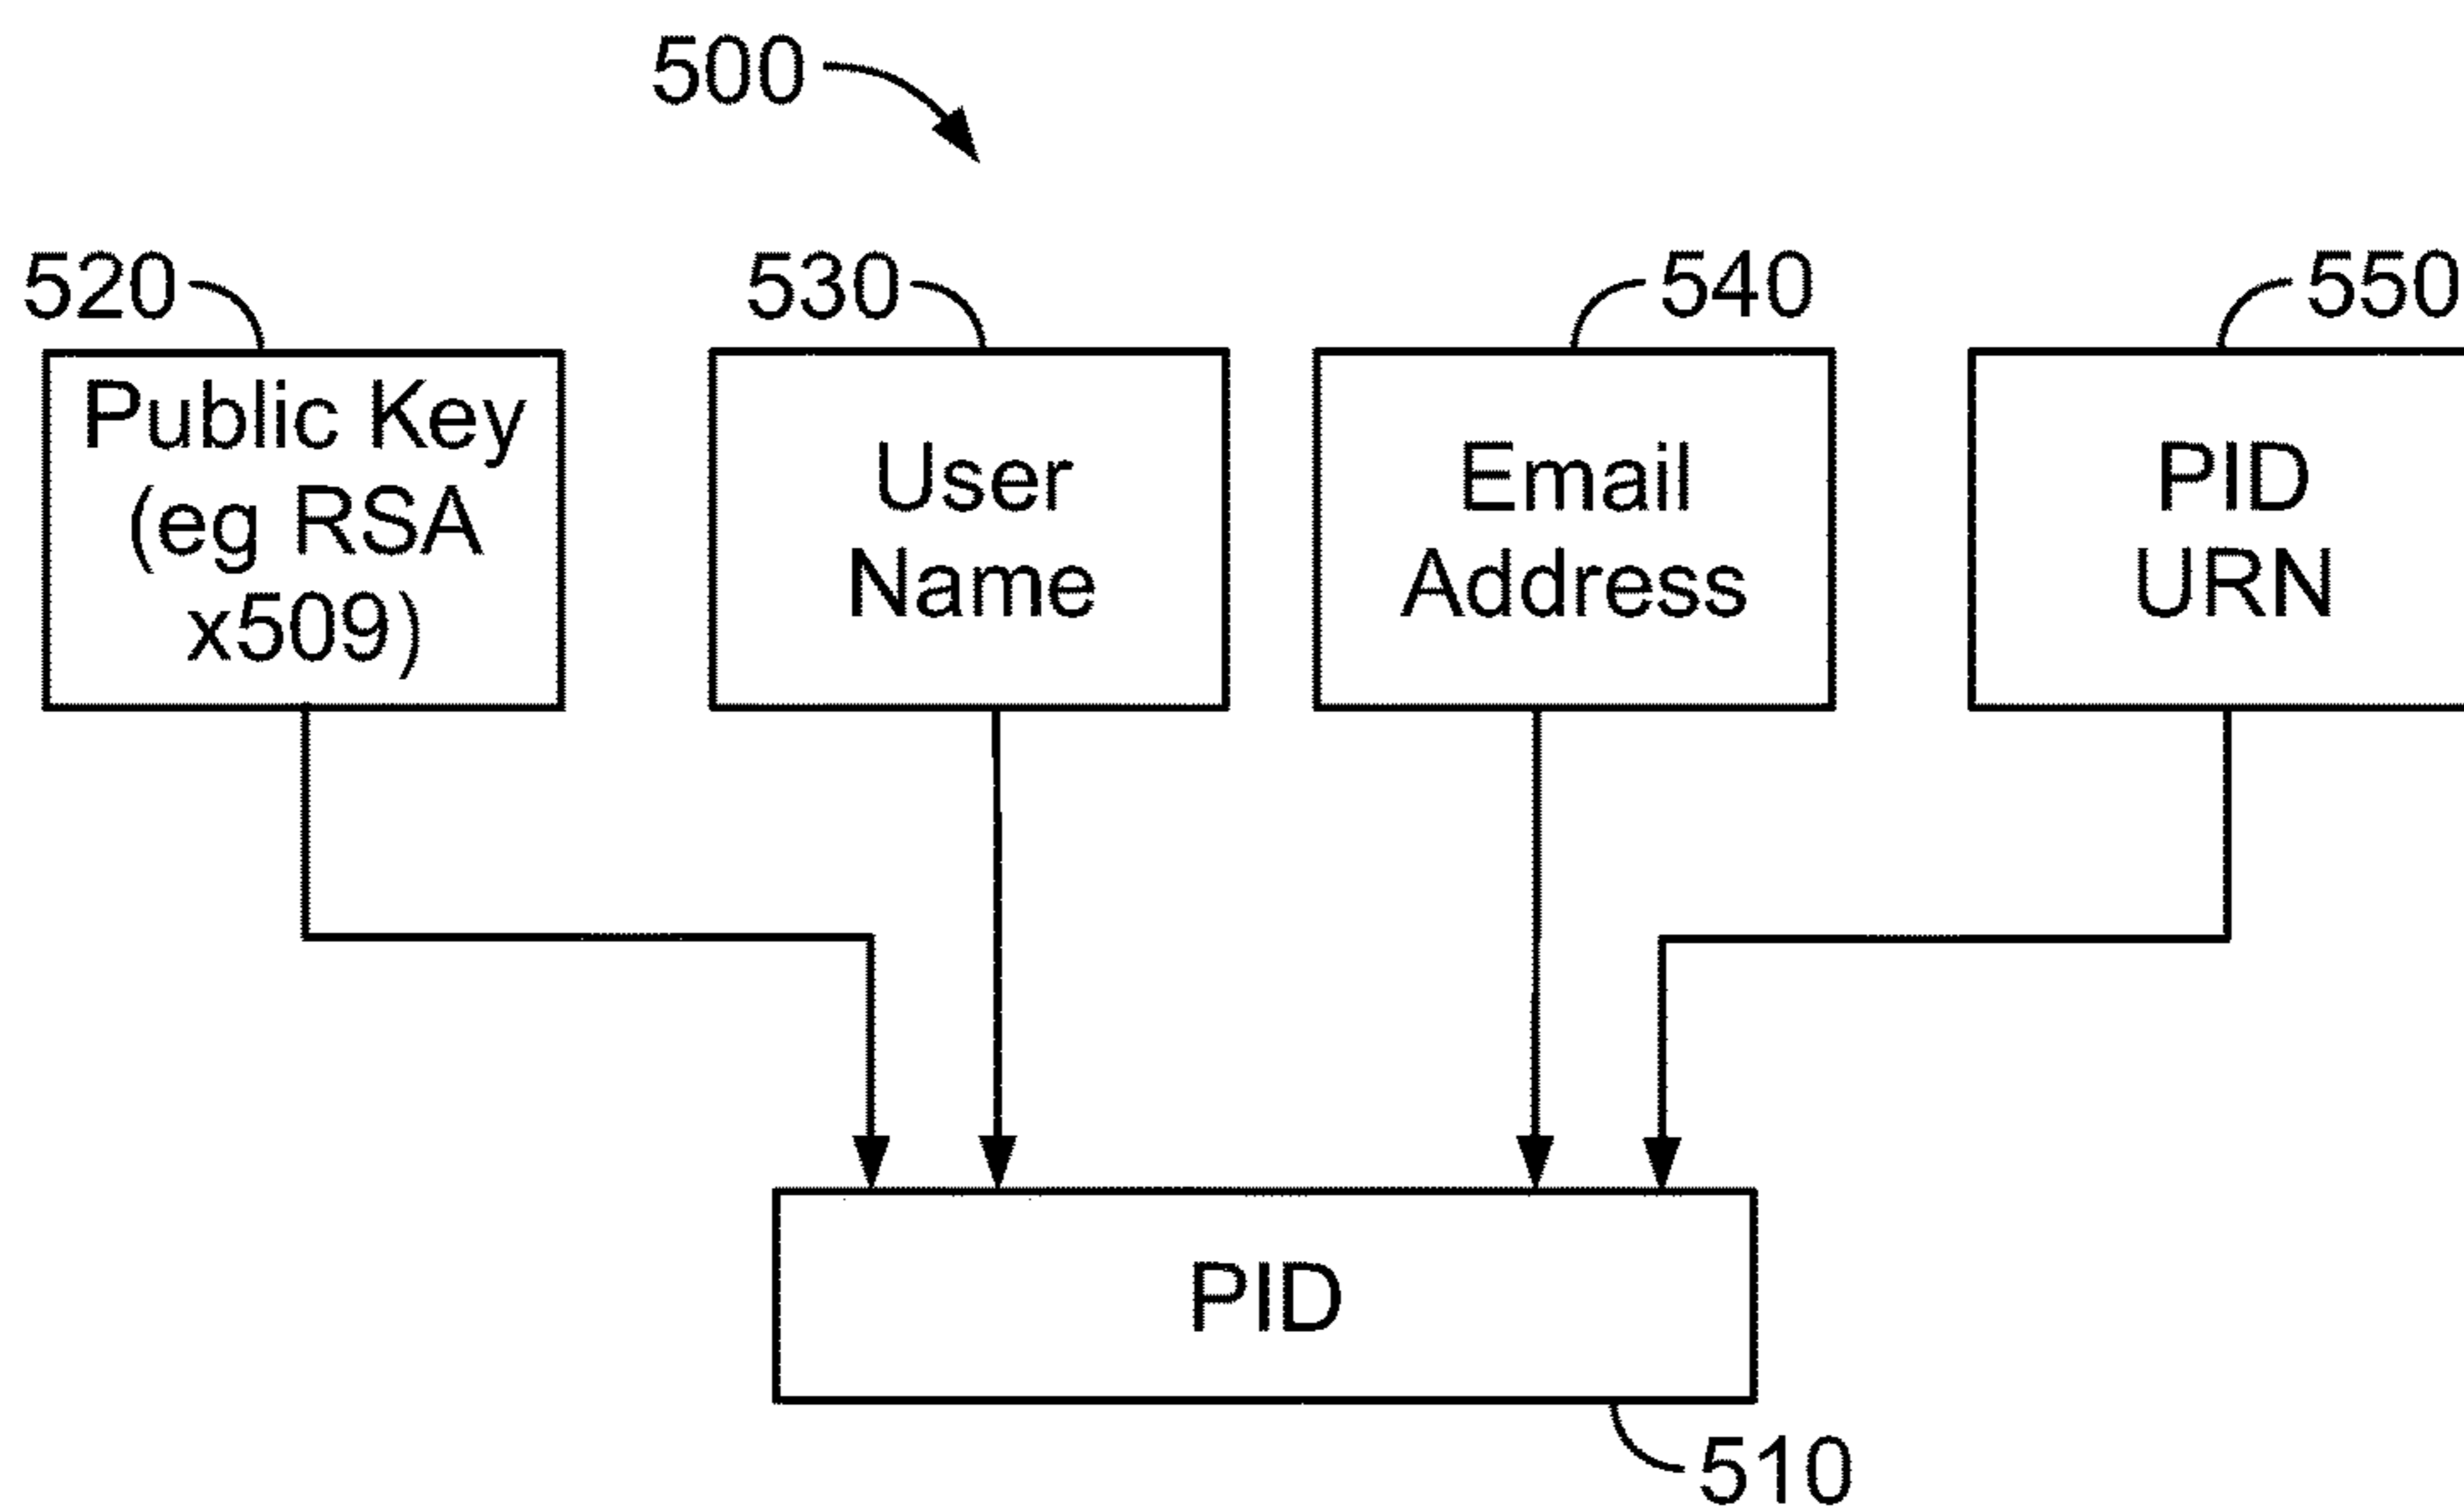 500
520
530
540
550
Public Key
(eg RSA
x509)
User
Name
Email
Address
PID
URN
PID
510